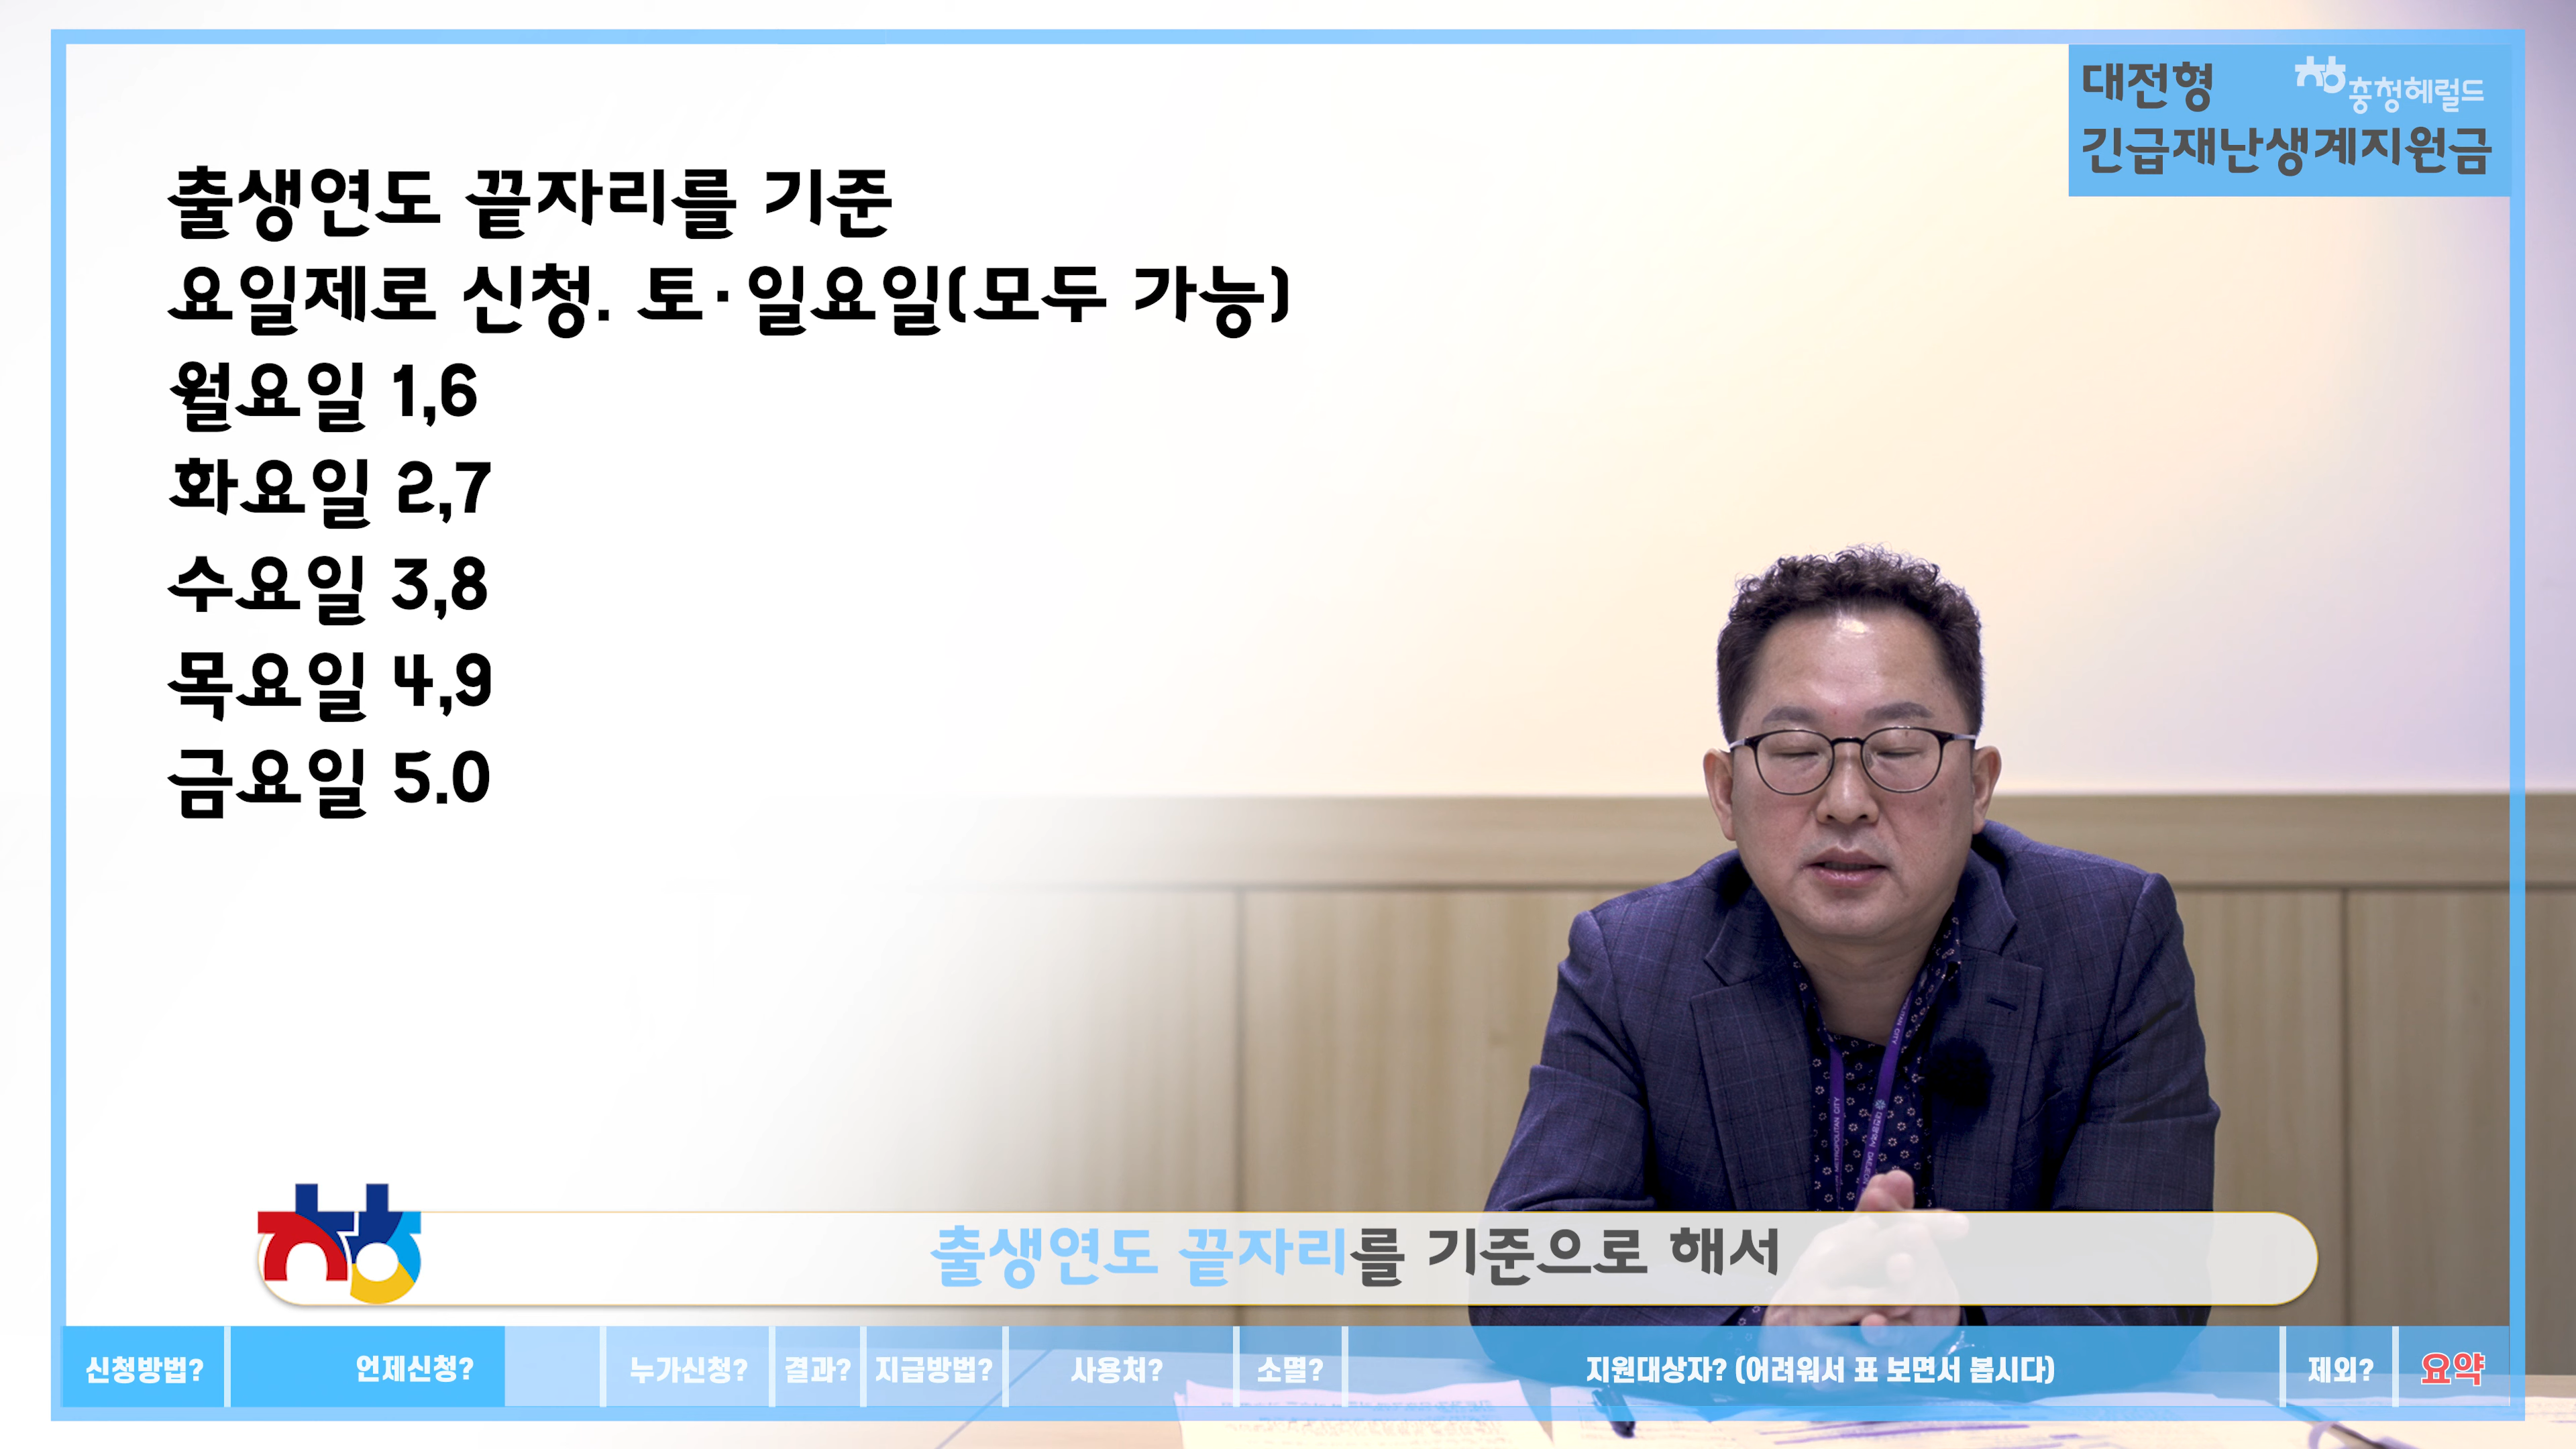 대전형
충청헤럴드
긴급재난생계지원금
출생연도 끝자리를 기준
요일제로 신청. 토·일요일(모두 가능)
월요일 1,6
화요일 2,7
수요일 3,8
목요일 4,9
금요일 5.0
METROPOLITAN CITY
출생연도 끝자리를 기준으로 해서
신청방법?
언제신청?
누가신청?
결과?
지급방법?
사용처?
소멸?
지원대상자? (어려워서 표 보면서 봅시다)
제외?
요약